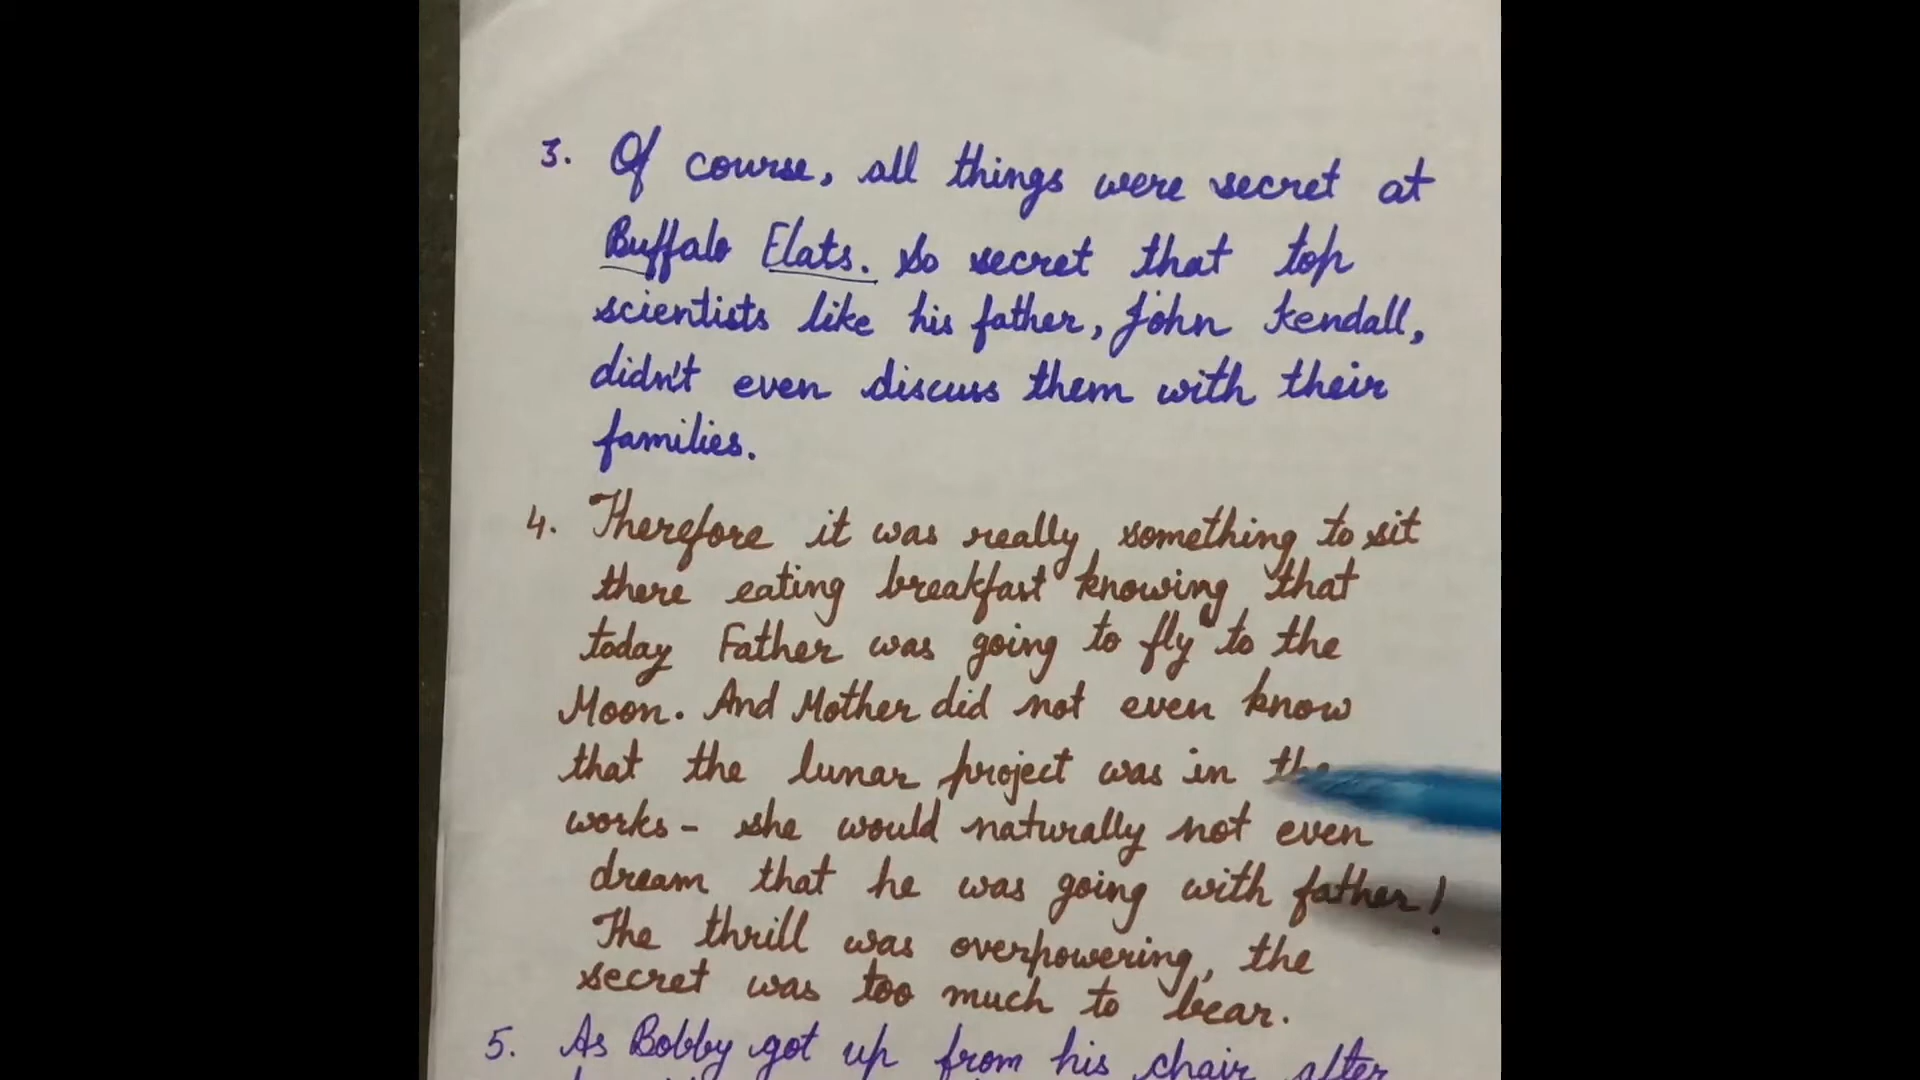 3. Of course, all things were secret at
Buffalo Flats. So secret that top
scientists like his father, John Kendall,
didn't even discuss them with their
families.
4. Therefore it was really something to sit
there eating breakfast knowing that
today Father was going to fly to the
Moon. And Mother did not even know
that the lunar project was in the
works - she would naturally not even
dream that he was going with father!
The thrill was overpowering, the
secret was too much to bear.
5. As Bobby got up from his chair after